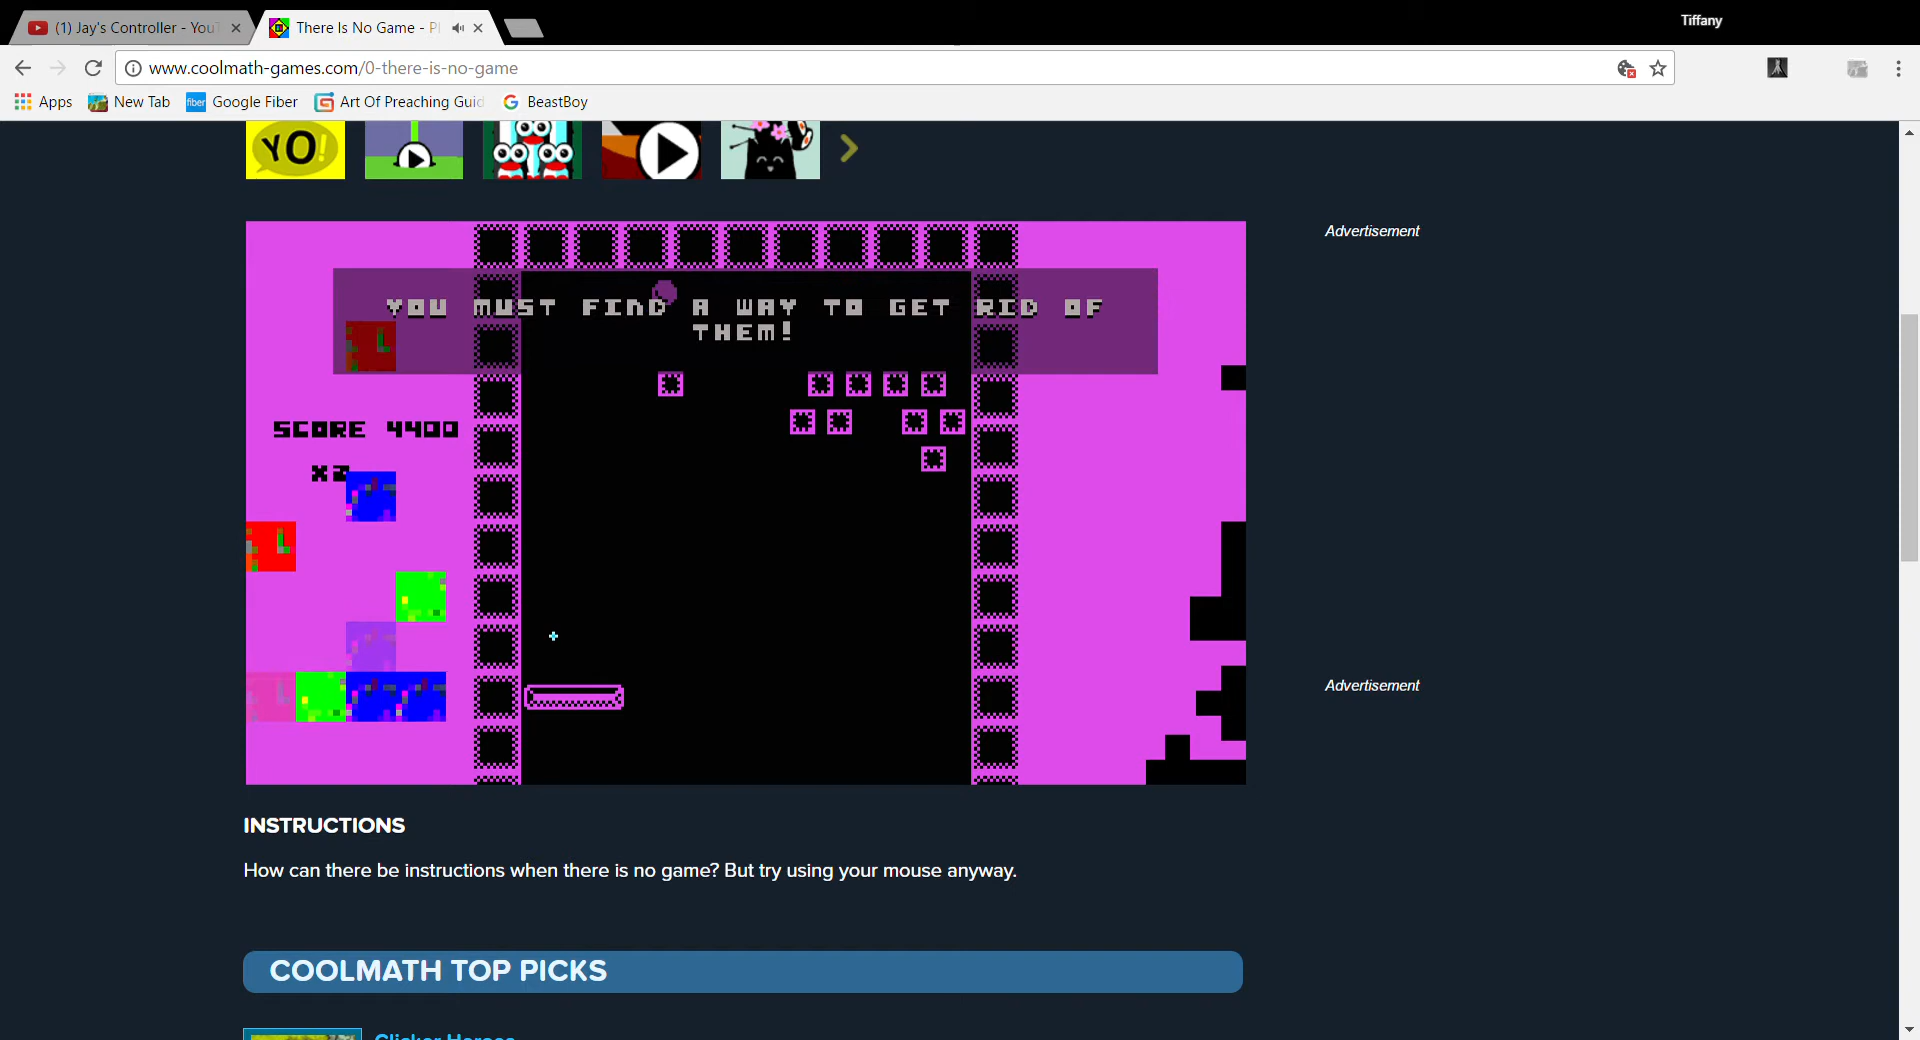 (1) Jay's Controller - You
There Is No Game - Pl
Tiffany
www.coolmath-games.com/0-there-is-no-game
Apps
New Tab
fiber
Google Fiber
Art Of Preaching Guid
BeastBoy
YO!
Advertisement
YOU MUST FIND A WAY TO GET RID OF
THEM!
SCORE 4400
X2
Advertisement
INSTRUCTIONS
How can there be instructions when there is no game? But try using your mouse anyway.
COOLMATH TOP PICKS
Clicker Heroes